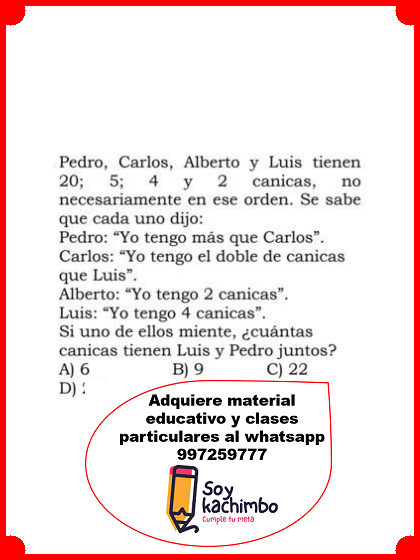 Pedro, Carlos, Alberto y Luis tienen
20; 5; 4 y 2 canicas, no
necesariamente en ese orden. Se sabe
que cada uno dijo:
Pedro: “Yo tengo más que Carlos”.
Carlos: “Yo tengo el doble de canicas
que Luis”.
Alberto: “Yo tengo 2 canicas”.
Luis: “Yo tengo 4 canicas”.
Si uno de ellos miente, ¿cuántas
canicas tienen Luis y Pedro juntos?
A) 6 B) 9 C) 22
D)
Adquiere material
educativo y clases
particulares al whatsapp
997259777
Soy
kachimbo
Cumple tu meta